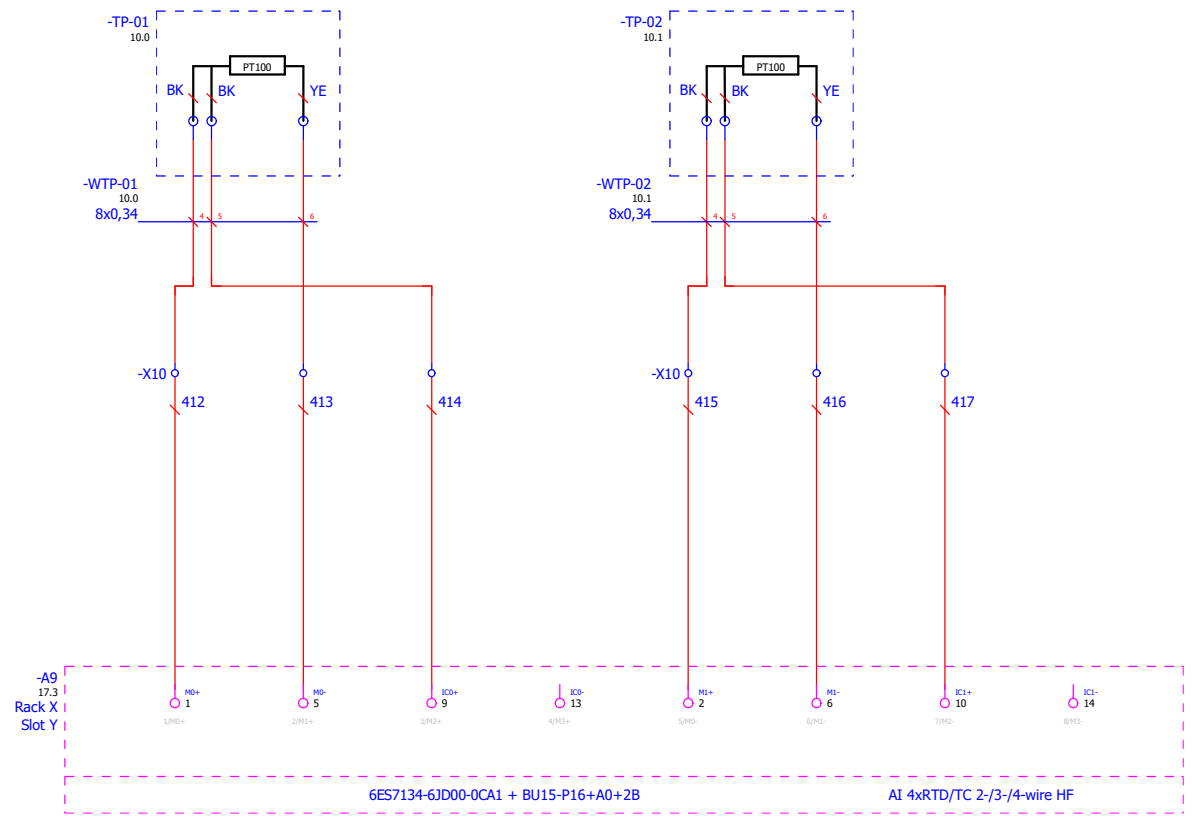 -TP-01
10.0
PT100
BK
BK
YE
-TP-02
10.1
PT100
BK
BK
YE
-WTP-01
10.0
8x0,34
4
5
6
-WTP-02
10.1
8x0,34
4
5
6
-X10
412
413
414
-X10
415
416
417
-A9
17.3
Rack X
Slot Y
M0+
1
1/M0+
M0-
5
2/M1+
IC0+
9
3/M2+
IC0-
13
4/M3+
M1+
2
5/M0-
M1-
6
6/M1-
IC1+
10
7/M2-
IC1-
14
8/M3-
6ES7134-6JD00-0CA1 + BU15-P16+A0+2B
AI 4xRTD/TC 2-/3-/4-wire HF